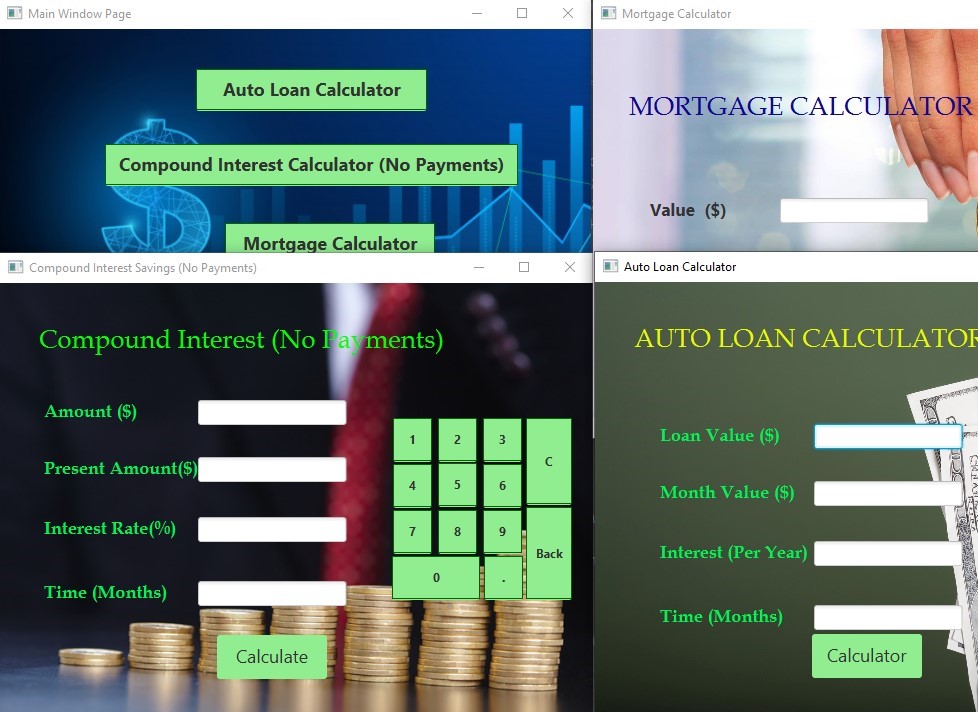 Main Window Page
Auto Loan Calculator
Compound Interest Calculator (No Payments)
Mortgage Calculator
Mortgage Calculator
MORTGAGE CALCULATOR
Value ($)
Compound Interest Savings (No Payments)
Compound Interest (No Payments)
Amount ($)
Present Amount($)
Interest Rate(%)
Time (Months)
1 2 3 C
4 5 6
7 8 9 Back
0 .
Calculate
Auto Loan Calculator
AUTO LOAN CALCULATOR
Loan Value ($)
Month Value ($)
Interest (Per Year)
Time (Months)
Calculator